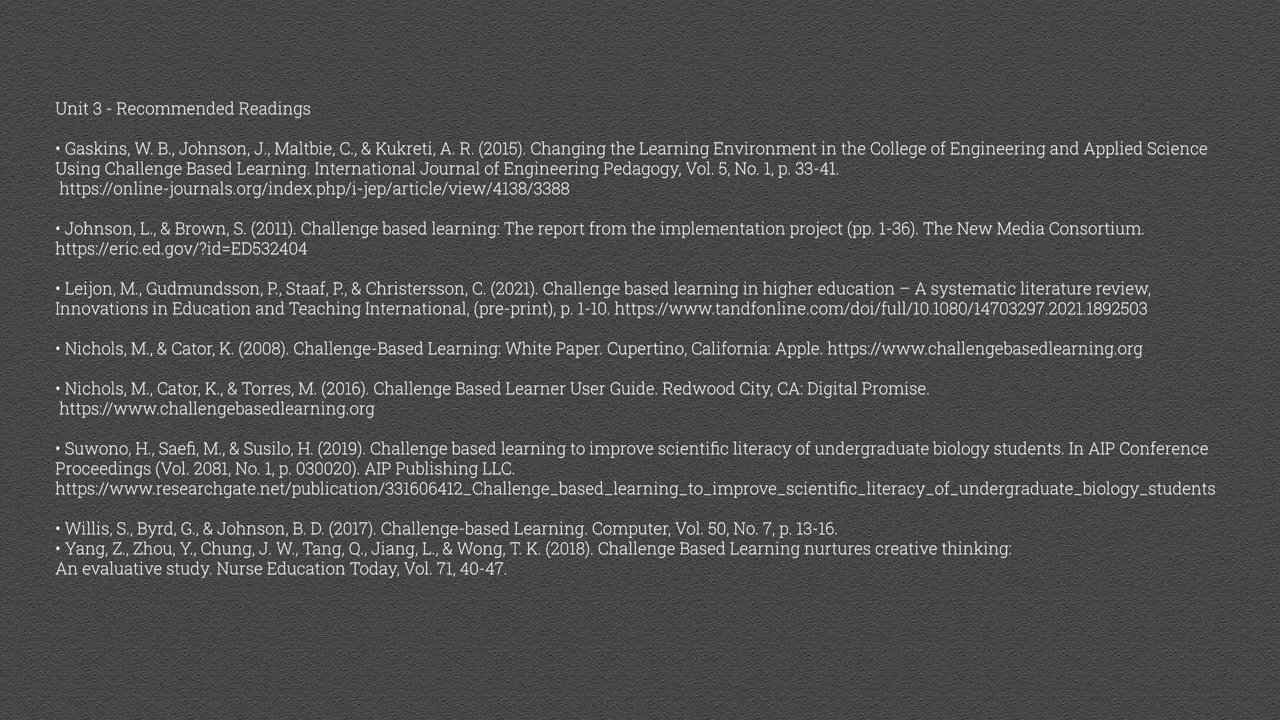 Unit 3 - Recommended Readings
• Gaskins, W. B., Johnson, J., Maltbie, C., & Kukreti, A. R. (2015). Changing the Learning Environment in the College of Engineering and Applied Science
Using Challenge Based Learning. International Journal of Engineering Pedagogy, Vol. 5, No. 1, p. 33-41.
https://online-journals.org/index.php/i-jep/article/view/4138/3388
• Johnson, L., & Brown, S. (2011). Challenge based learning: The report from the implementation project (pp. 1-36). The New Media Consortium.
https://eric.ed.gov/?id=ED532404
• Leijon, M., Gudmundsson, P., Staaf, P., & Christersson, C. (2021). Challenge based learning in higher education – A systematic literature review,
Innovations in Education and Teaching International, (pre-print), p. 1-10. https://www.tandfonline.com/doi/full/10.1080/14703297.2021.1892503
• Nichols, M., & Cator, K. (2008). Challenge-Based Learning: White Paper. Cupertino, California: Apple. https://www.challengebasedlearning.org
• Nichols, M., Cator, K., & Torres, M. (2016). Challenge Based Learner User Guide. Redwood City, CA: Digital Promise.
https://www.challengebasedlearning.org
• Suwono, H., Saefi, M., & Susilo, H. (2019). Challenge based learning to improve scientific literacy of undergraduate biology students. In AIP Conference
Proceedings (Vol. 2081, No. 1, p. 030020). AIP Publishing LLC.
https://www.researchgate.net/publication/331606412_Challenge_based_learning_to_improve_scientific_literacy_of_undergraduate_biology_students
• Willis, S., Byrd, G., & Johnson, B. D. (2017). Challenge-based Learning. Computer, Vol. 50, No. 7, p. 13-16.
• Yang, Z., Zhou, Y., Chung, J. W., Tang, Q., Jiang, L., & Wong, T. K. (2018). Challenge Based Learning nurtures creative thinking:
An evaluative study. Nurse Education Today, Vol. 71, 40-47.